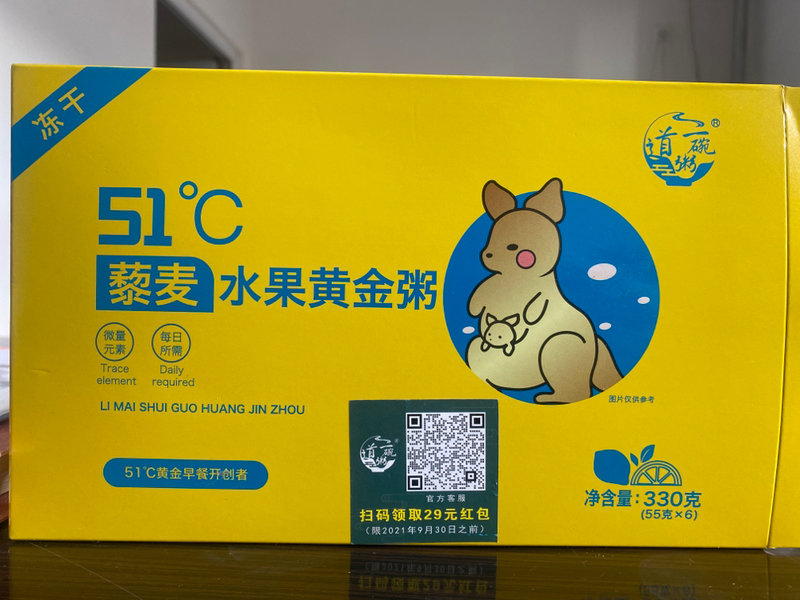 冻干
道一碗粥®
51℃
藜麦 水果黄金粥
微量元素
每日所需
Trace element
Daily required
LI MAI SHUI GUO HUANG JIN ZHOU
51℃黄金早餐开创者
图片仅供参考
道一碗粥®
官方客服
扫码领取29元红包
(限2021年9月30日之前)
净含量:330克
(55克×6)